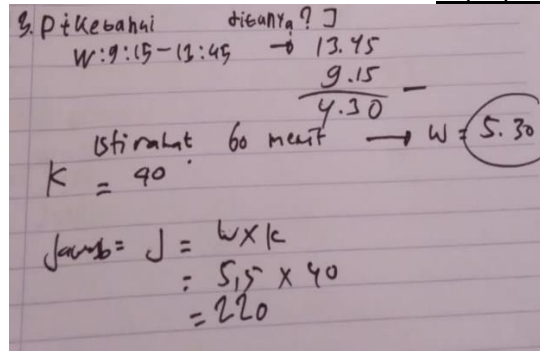 3. Diketahui ditanya? J
W: 9:15 - 13:45 → 13.45
9.15 -
4.30
Istirahat 60 menit → W = 5.30
K = 40
Jawab = J = W x K
= 5,5 x 40
= 220